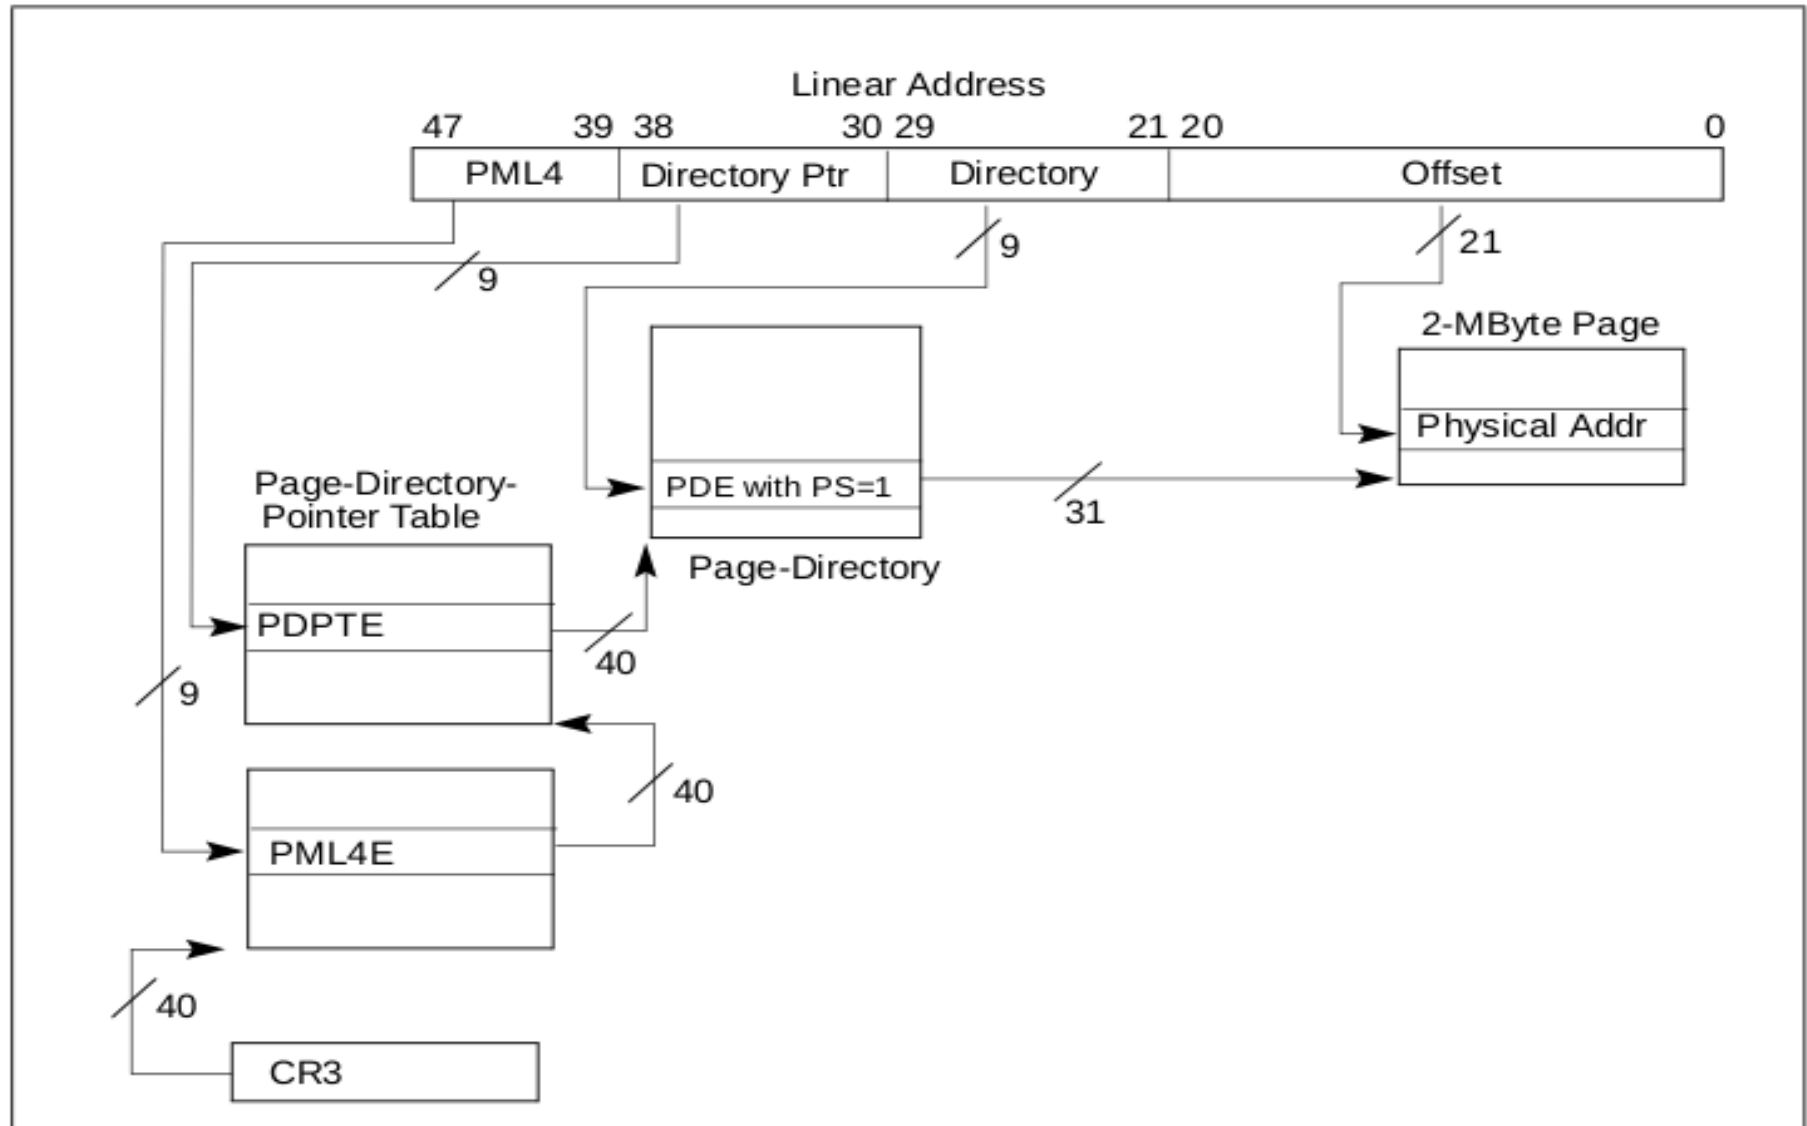 Linear Address
47 39 38 30 29 21 20 0
PML4 Directory Ptr Directory Offset
9
9
21
2-MByte Page
Physical Addr
PDE with PS=1
31
Page-Directory
Page-Directory-
Pointer Table
PDPTE
40
9
40
PML4E
40
CR3